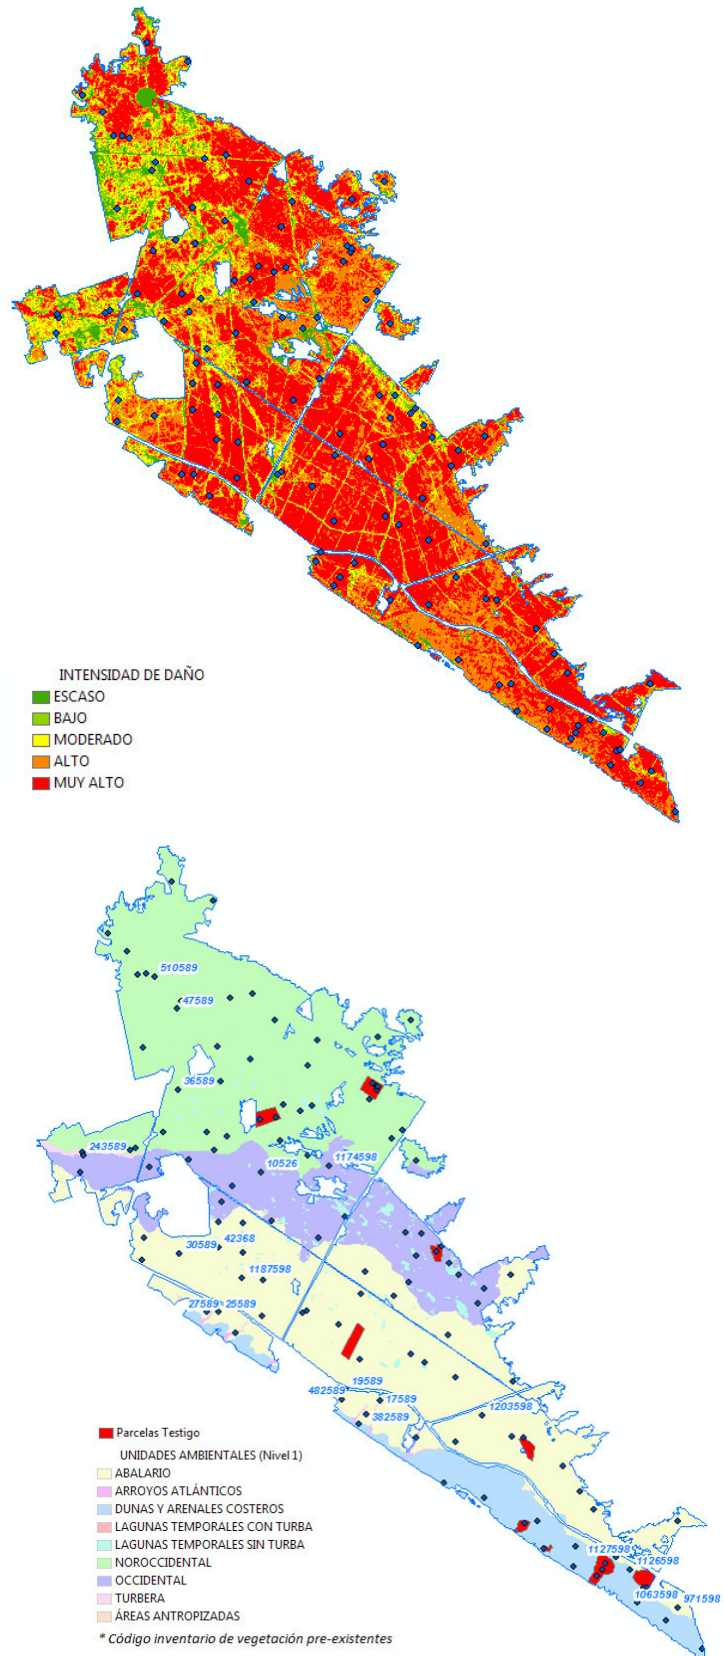 INTENSIDAD DE DAÑO
ESCASO
BAJO
MODERADO
ALTO
MUY ALTO
510589
47589
36589
243589
10526
1174598
30589
42368
1187598
27589
25589
19589
482589
17589
382589
1203598
1127598
1126598
1063598
971598
Parcelas Testigo
UNIDADES AMBIENTALES (Nivel 1)
ABALARIO
ARROYOS ATLÁNTICOS
DUNAS Y ARENALES COSTEROS
LAGUNAS TEMPORALES CON TURBA
LAGUNAS TEMPORALES SIN TURBA
NOROCCIDENTAL
OCCIDENTAL
TURBERA
ÁREAS ANTROPIZADAS
* Código inventario de vegetación pre-existentes